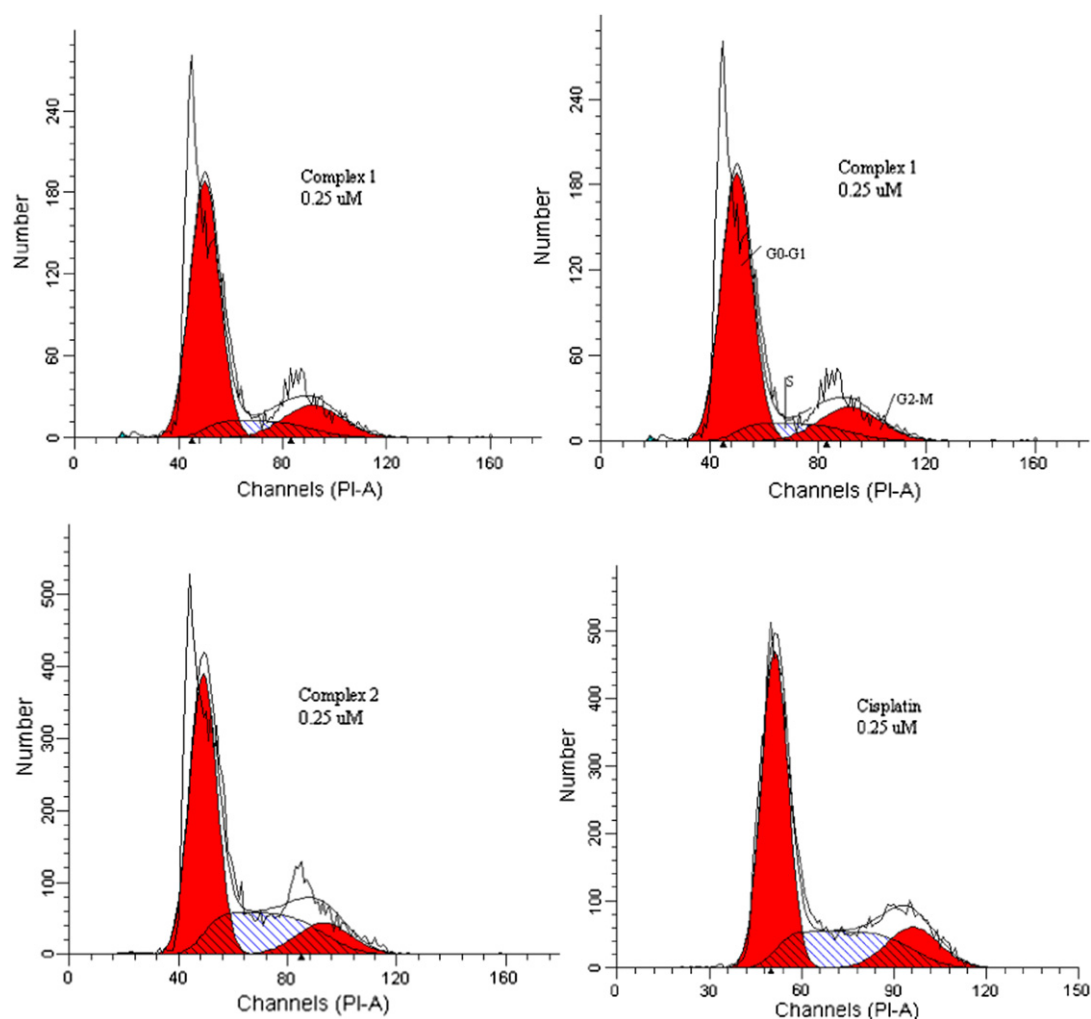 Number
240
180
120
60
0
Complex 1
0.25 uM
0 40 80 120 160
Channels (PI-A)
Number
240
180
120
60
0
Complex 1
0.25 uM
G0-G1
S
G2-M
0 40 80 120 160
Channels (PI-A)
Number
500
400
300
200
100
0
Complex 2
0.25 uM
0 40 80 120 160
Channels (PI-A)
Number
500
400
300
200
100
0
Cisplatin
0.25 uM
30 60 90 120 150
Channels (PI-A)